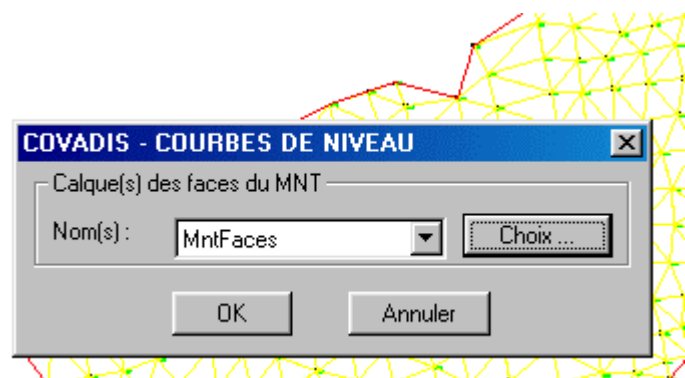 COVADIS - COURBES DE NIVEAU
Calque(s) des faces du MNT
Nom(s) : MntFaces Choix ...
OK Annuler